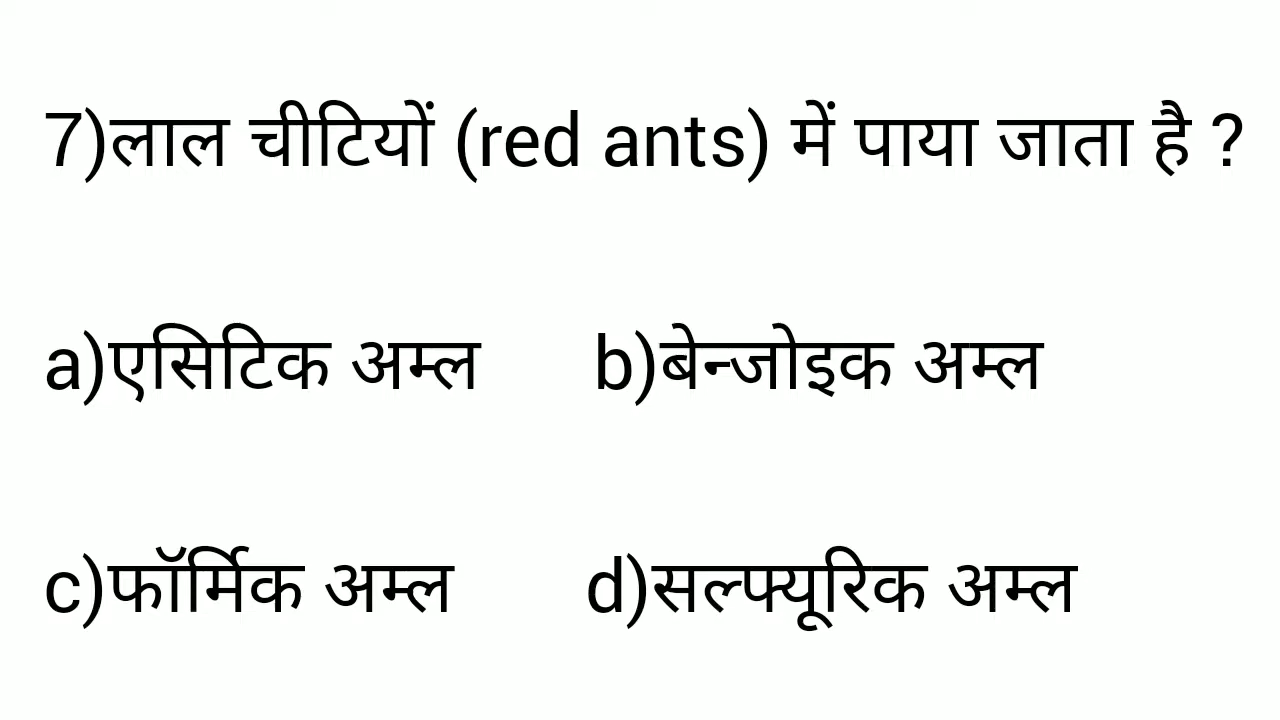 7)लाल चीटियों (red ants) में पाया जाता है ?
a)एसिटिक अम्ल b)बेन्जोइक अम्ल
c)फॉर्मिक अम्ल d)सल्फ्यूरिक अम्ल